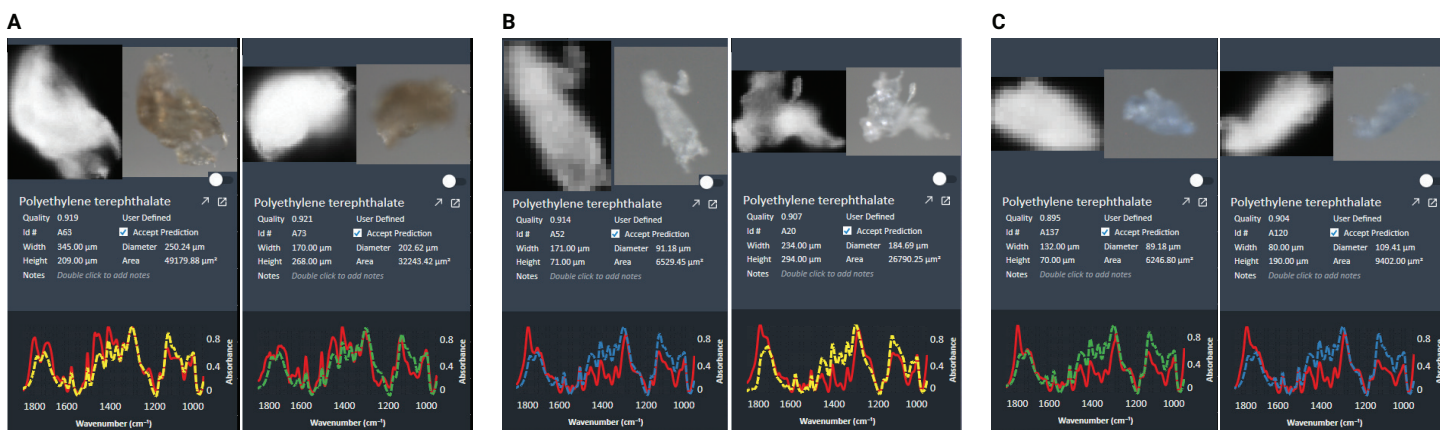 A
B
C
Polyethylene terephthalate
Quality 0.919 User Defined
Id # A63 Accept Prediction
Width 345.00 µm Diameter 250.24 µm
Height 209.00 µm Area 49179.88 µm²
Notes Double click to add notes
0.8
0.4
0
Absorbance
1800 1600 1400 1200 1000
Wavenumber (cm⁻¹)
Polyethylene terephthalate
Quality 0.921 User Defined
Id # A73 Accept Prediction
Width 170.00 µm Diameter 202.62 µm
Height 268.00 µm Area 32243.42 µm²
Notes Double click to add notes
0.8
0.4
0
Absorbance
1800 1600 1400 1200 1000
Wavenumber (cm⁻¹)
Polyethylene terephthalate
Quality 0.914 User Defined
Id # A52 Accept Prediction
Width 171.00 µm Diameter 91.18 µm
Height 71.00 µm Area 6529.45 µm²
Notes Double click to add notes
0.8
0.4
0
Absorbance
1800 1600 1400 1200 1000
Wavenumber (cm⁻¹)
Polyethylene terephthalate
Quality 0.907 User Defined
Id # A20 Accept Prediction
Width 234.00 µm Diameter 184.69 µm
Height 294.00 µm Area 26790.25 µm²
Notes Double click to add notes
0.8
0.4
0
Absorbance
1800 1600 1400 1200 1000
Wavenumber (cm⁻¹)
Polyethylene terephthalate
Quality 0.895 User Defined
Id # A137 Accept Prediction
Width 132.00 µm Diameter 89.18 µm
Height 70.00 µm Area 6246.80 µm²
Notes Double click to add notes
0.8
0.4
0
Absorbance
1800 1600 1400 1200 1000
Wavenumber (cm⁻¹)
Polyethylene terephthalate
Quality 0.904 User Defined
Id # A120 Accept Prediction
Width 80.00 µm Diameter 109.41 µm
Height 190.00 µm Area 9402.00 µm²
Notes Double click to add notes
0.8
0.4
0
Absorbance
1800 1600 1400 1200 1000
Wavenumber (cm⁻¹)